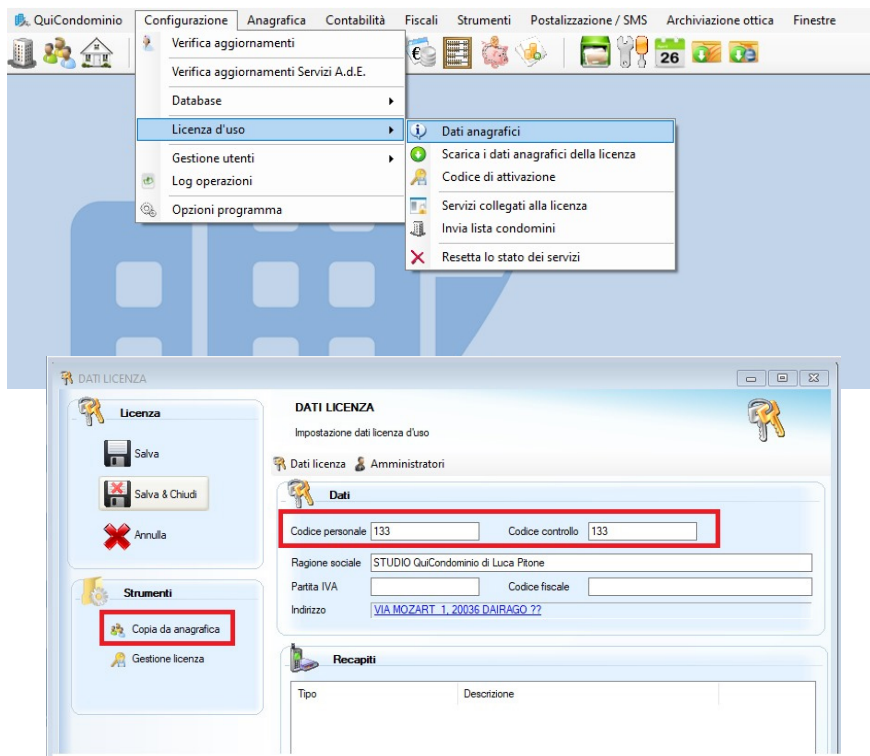 QuiCondominio Configurazione Anagrafica Contabilità Fiscali Strumenti Postalizzazione / SMS Archiviazione ottica Finestre
26
Verifica aggiornamenti
Verifica aggiornamenti Servizi A.d.E.
Database
Licenza d'uso
Gestione utenti
Log operazioni
Opzioni programma
Dati anagrafici
Scarica i dati anagrafici della licenza
Codice di attivazione
Servizi collegati alla licenza
Invia lista condomini
Resetta lo stato dei servizi
DATI LICENZA
Licenza
Salva
Salva & Chiudi
Annulla
Strumenti
Copia da anagrafica
Gestione licenza
DATI LICENZA
Impostazione dati licenza d'uso
Dati licenza Amministratori
Dati
Codice personale 133 Codice controllo 133
Ragione sociale STUDIO QuiCondominio di Luca Pitone
Partita IVA Codice fiscale
Indirizzo VIA MOZART 1, 20036 DAIRAGO ??
Recapiti
Tipo Descrizione